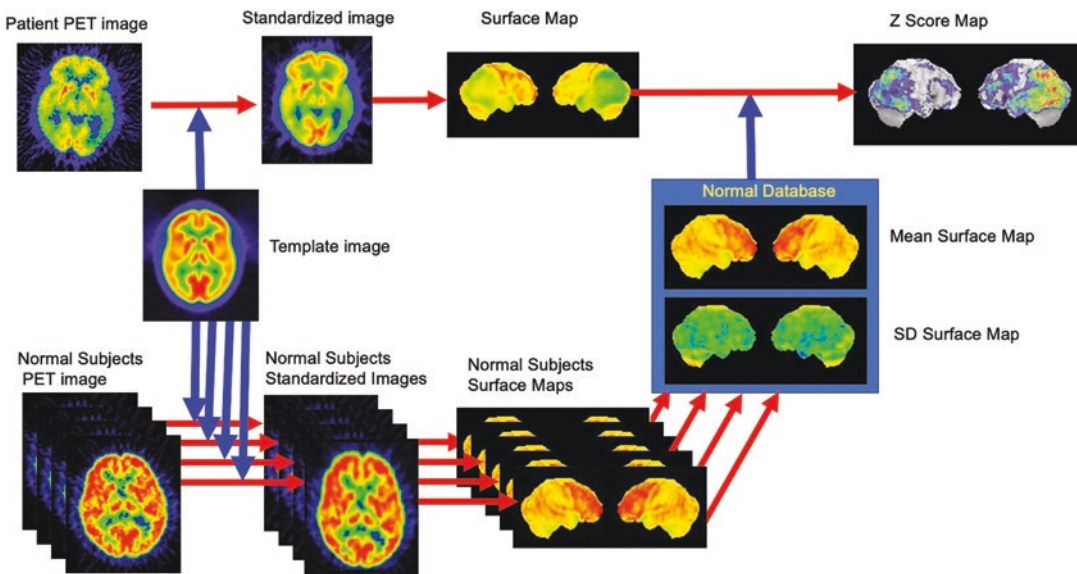 Patient PET image
Standardized image
Surface Map
Z Score Map
Template image
Normal Database
Mean Surface Map
SD Surface Map
Normal Subjects
PET image
Normal Subjects
Standardized Images
Normal Subjects
Surface Maps